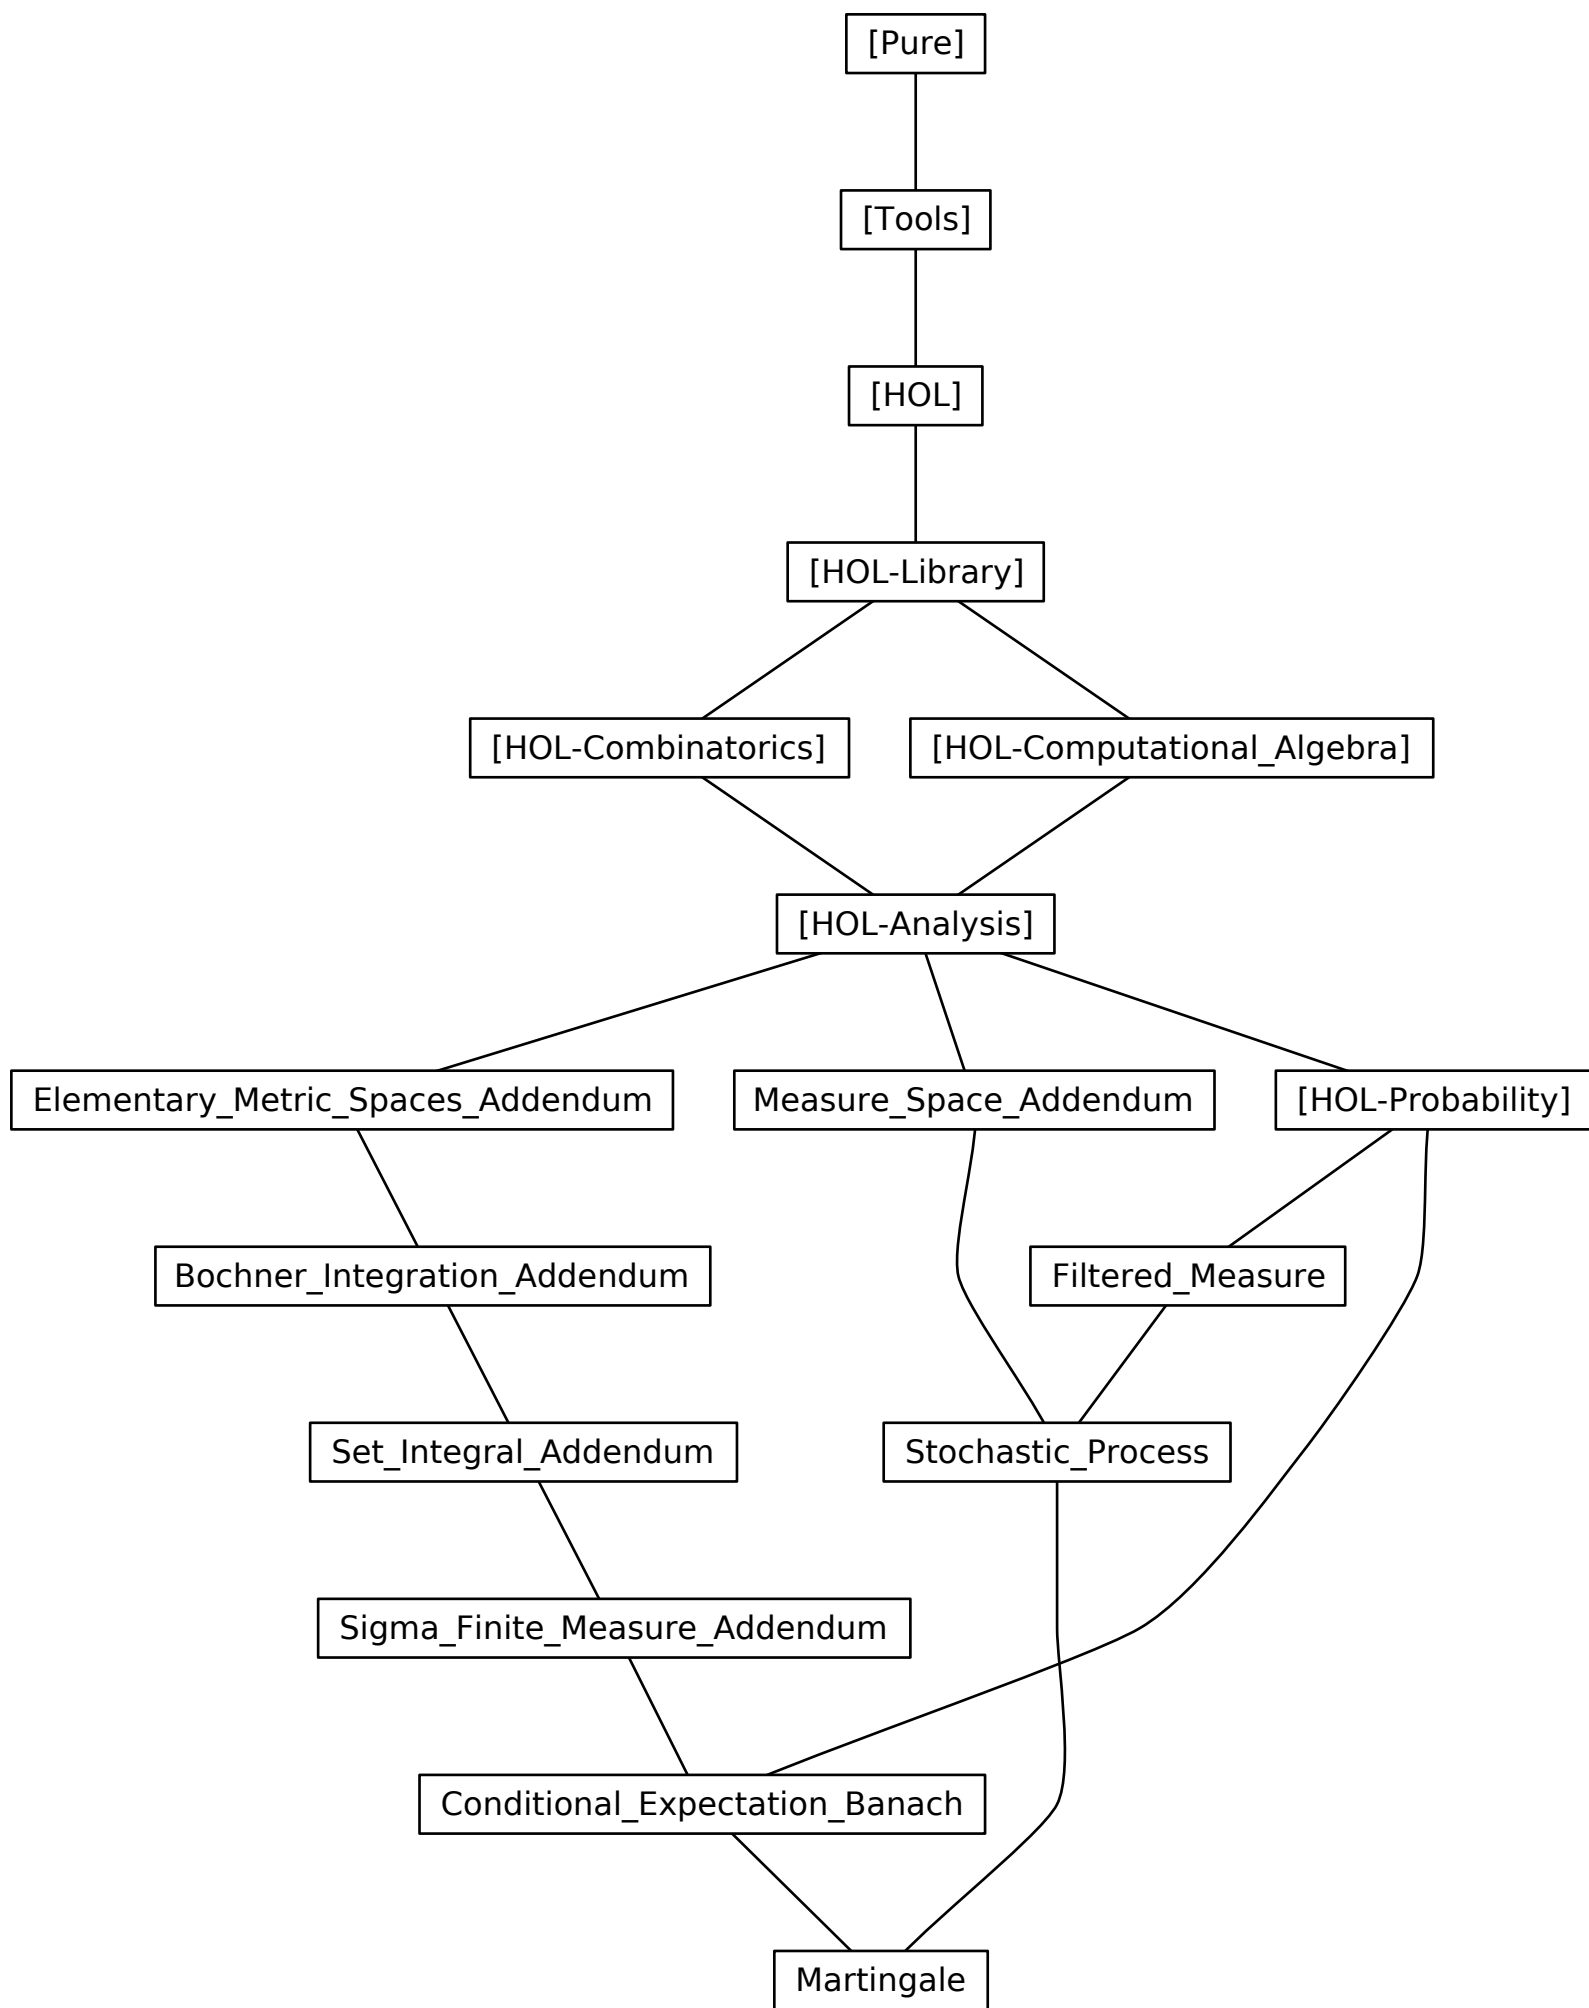 [Pure]
[Tools]
[HOL]
[HOL-Library]
[HOL-Combinatorics]
[HOL-Computational_Algebra]
[HOL-Analysis]
Elementary_Metric_Spaces_Addendum
Measure_Space_Addendum
[HOL-Probability]
Bochner_Integration_Addendum
Filtered_Measure
Set_Integral_Addendum
Stochastic_Process
Sigma_Finite_Measure_Addendum
Conditional_Expectation_Banach
Martingale